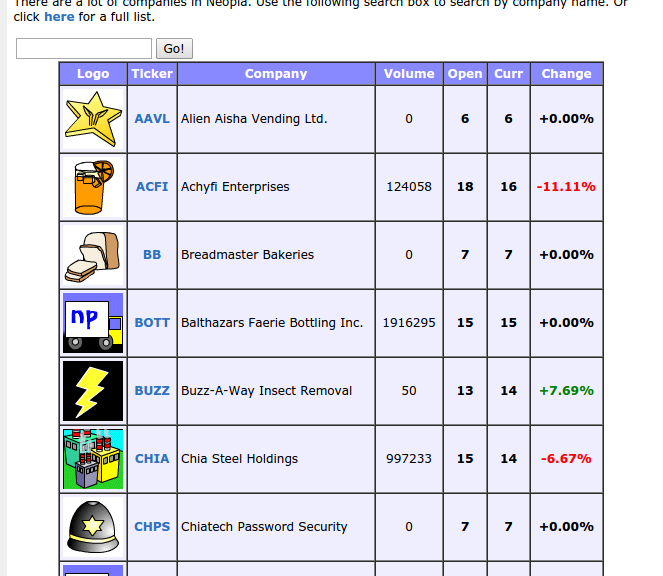 There are a lot of companies in Neopia. Use the following search box to search by company name. Or
click here for a full list.
Go!
Logo Ticker Company Volume Open Curr Change
AAVL Alien Aisha Vending Ltd. 0 6 6 +0.00%
ACFI Achyfi Enterprises 124058 18 16 -11.11%
BB Breadmaster Bakeries 0 7 7 +0.00%
np BOTT Balthazars Faerie Bottling Inc. 1916295 15 15 +0.00%
BUZZ Buzz-A-Way Insect Removal 50 13 14 +7.69%
CHIA Chia Steel Holdings 997233 15 14 -6.67%
CHPS Chiatech Password Security 0 7 7 +0.00%